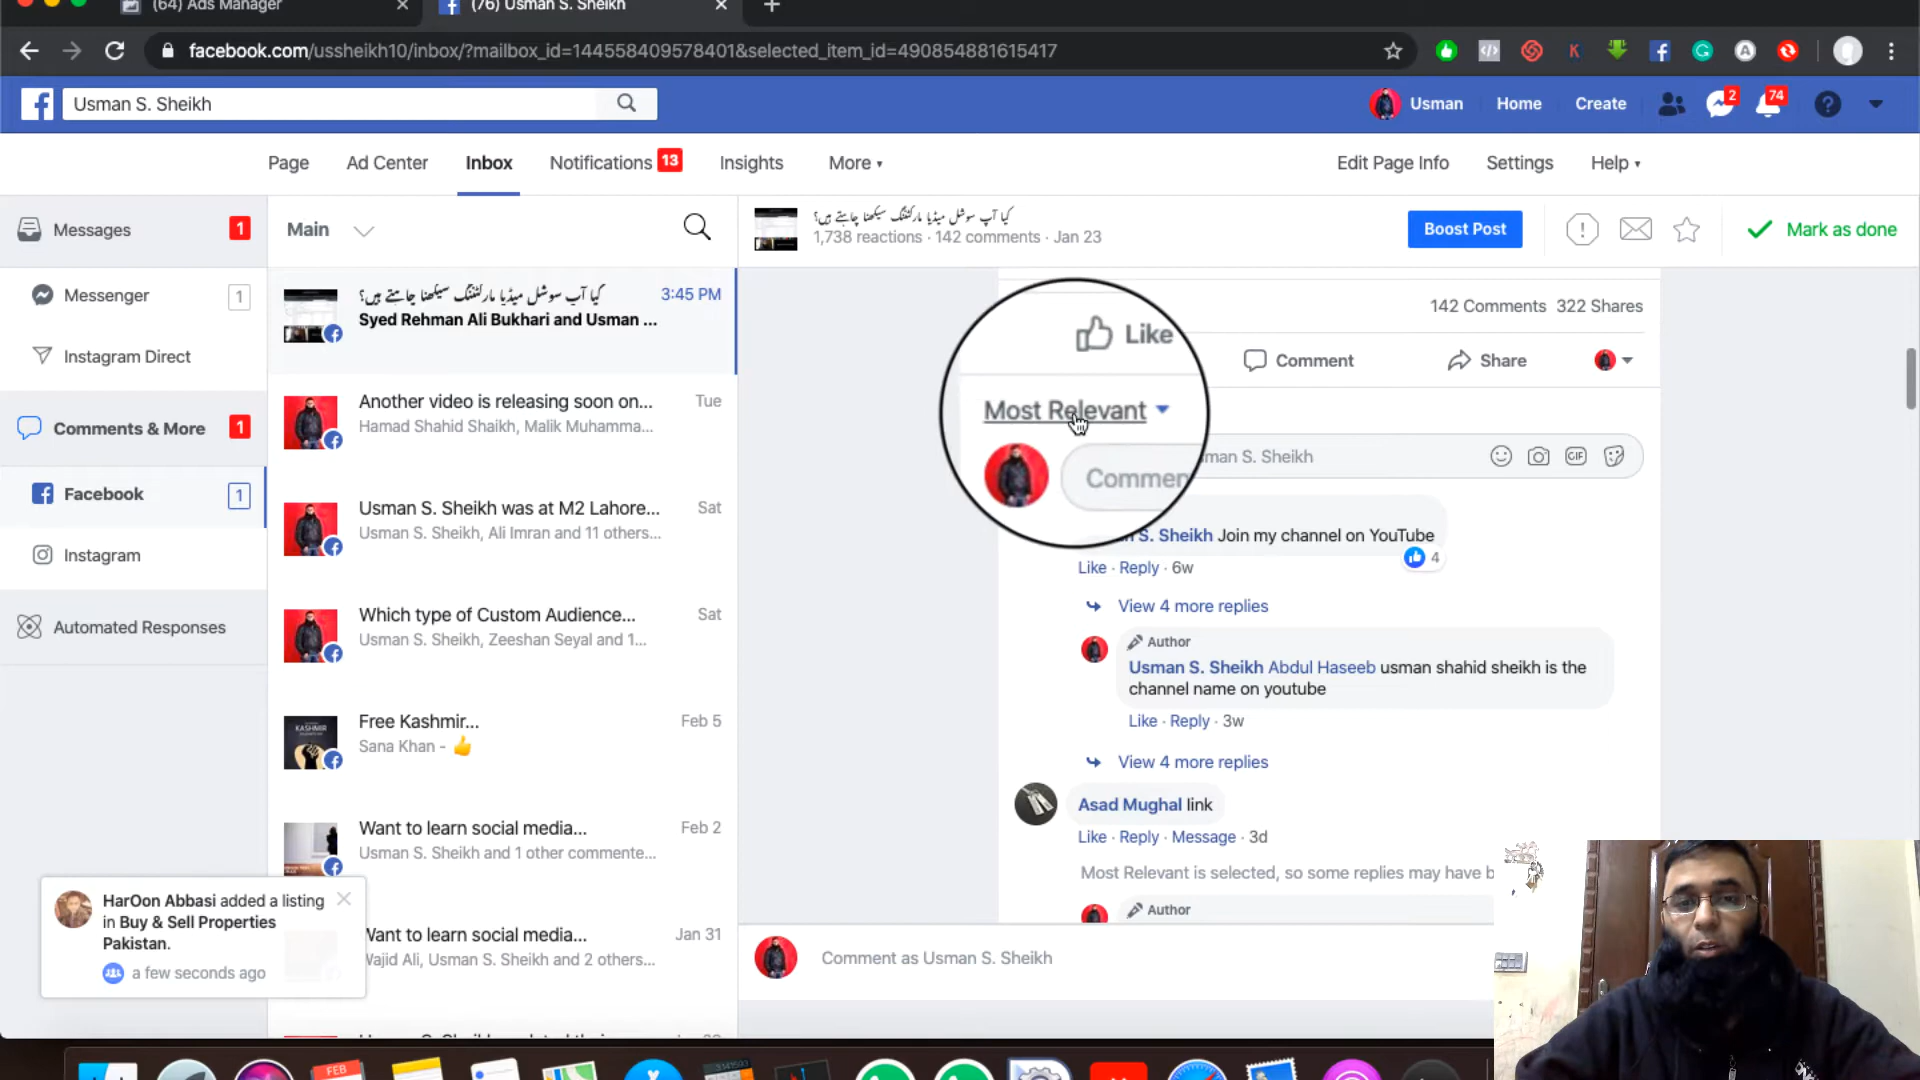 (64) Ads Manager
(76) Usman S. Sheikh
facebook.com/ussheikh10/inbox/?mailbox_id=144558409578401&selected_item_id=490854881615417
Usman S. Sheikh
Usman
Home
Create
2
74
Page
Ad Center
Inbox
Notifications 13
Insights
More
Edit Page Info
Settings
Help
Messages 1
Messenger 1
Instagram Direct
Comments & More 1
Facebook 1
Instagram
Automated Responses
Main
کیا آپ سوشل میڈیا مارکٹنگ سیکھنا چاہتے ہیں؟ 3:45 PM
Syed Rehman Ali Bukhari and Usman ...
Another video is releasing soon on... Tue
Hamad Shahid Shaikh, Malik Muhamma...
Usman S. Sheikh was at M2 Lahore... Sat
Usman S. Sheikh, Ali Imran and 11 others...
Which type of Custom Audience... Sat
Usman S. Sheikh, Zeeshan Seyal and 1...
Free Kashmir... Feb 5
Sana Khan - 👍
KASHMIR
Want to learn social media... Feb 2
Usman S. Sheikh and 1 other commente...
Want to learn social media... Jan 31
Wajid Ali, Usman S. Sheikh and 2 others...
HarOon Abbasi added a listing
in Buy & Sell Properties
Pakistan.
a few seconds ago
کیا آپ سوشل میڈیا مارکٹنگ سیکھنا چاہتے ہیں؟
1,738 reactions · 142 comments · Jan 23
Boost Post
Mark as done
142 Comments 322 Shares
Like
Comment
Share
Most Relevant
Commen
man S. Sheikh
GIF
S. Sheikh Join my channel on YouTube
4
Like · Reply · 6w
View 4 more replies
Author
Usman S. Sheikh Abdul Haseeb usman shahid sheikh is the
channel name on youtube
Like · Reply · 3w
View 4 more replies
Asad Mughal link
Like · Reply · Message · 3d
Most Relevant is selected, so some replies may have b
Author
Comment as Usman S. Sheikh
FEB